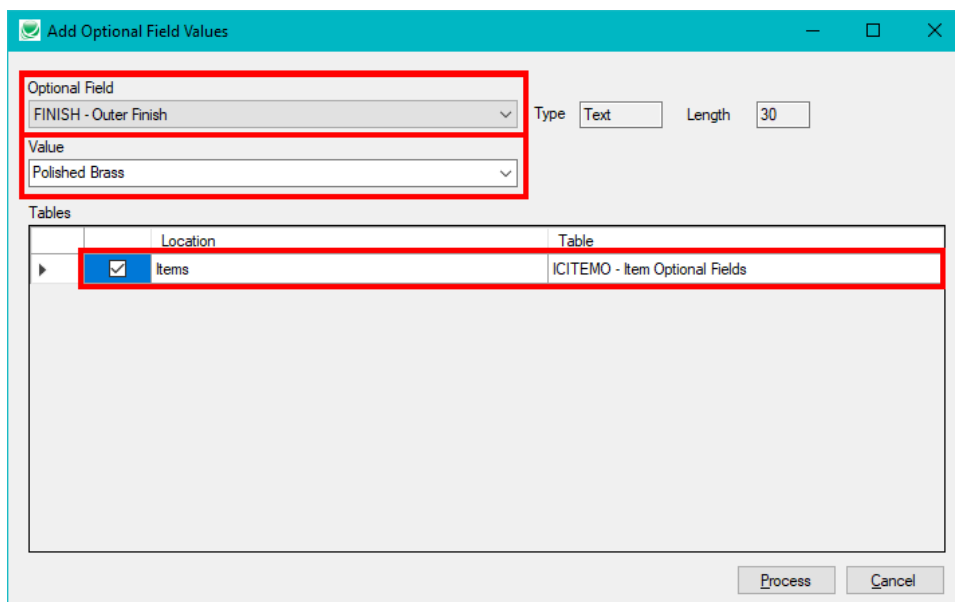 Add Optional Field Values
Optional Field
FINISH - Outer Finish Type Text Length 30
Value
Polished Brass
Tables
Location Table
Items ICITEMO - Item Optional Fields
Process Cancel